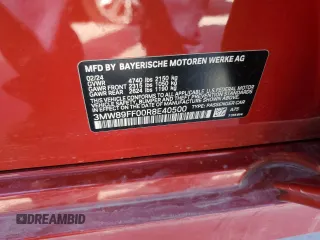 MFD BY BAYERISCHE MOTOREN WERKE AG
02/24
GVWR 4740 lbs 2150 kg
GAWR FRONT 2315 lbs 1050 kg
GAWR REAR 2624 lbs 1190 kg
THIS VEHICLE CONFORMS TO ALL APPLICABLE U.S. FEDERAL MOTOR
VEHICLE SAFETY, BUMPER, AND THEFT PREVENTION STANDARDS
IN EFFECT ON THE DATE OF MANUFACTURE SHOWN ABOVE.
3MW89FF00R8E40500
TYPE: PASSENGER CAR
A75
DREAMBID